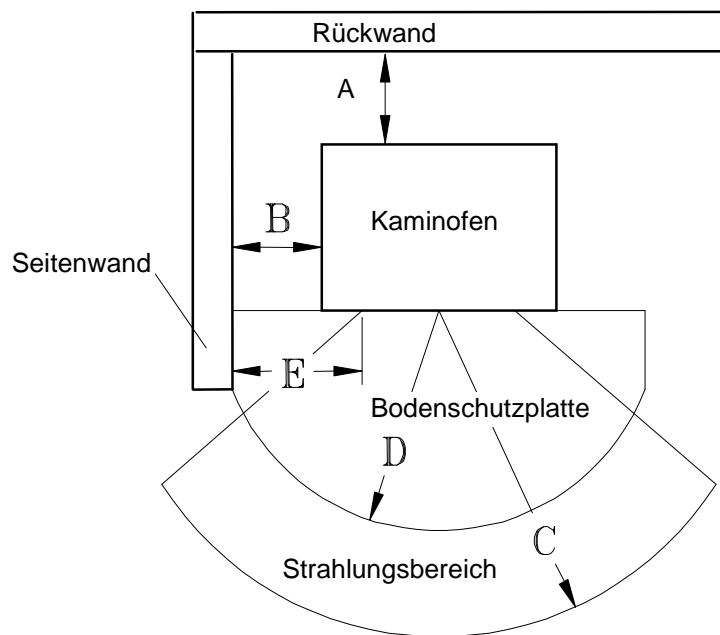 Rückwand
A
Kaminofen
B
Seitenwand
E
Bodenschutzplatte
D
C
Strahlungsbereich